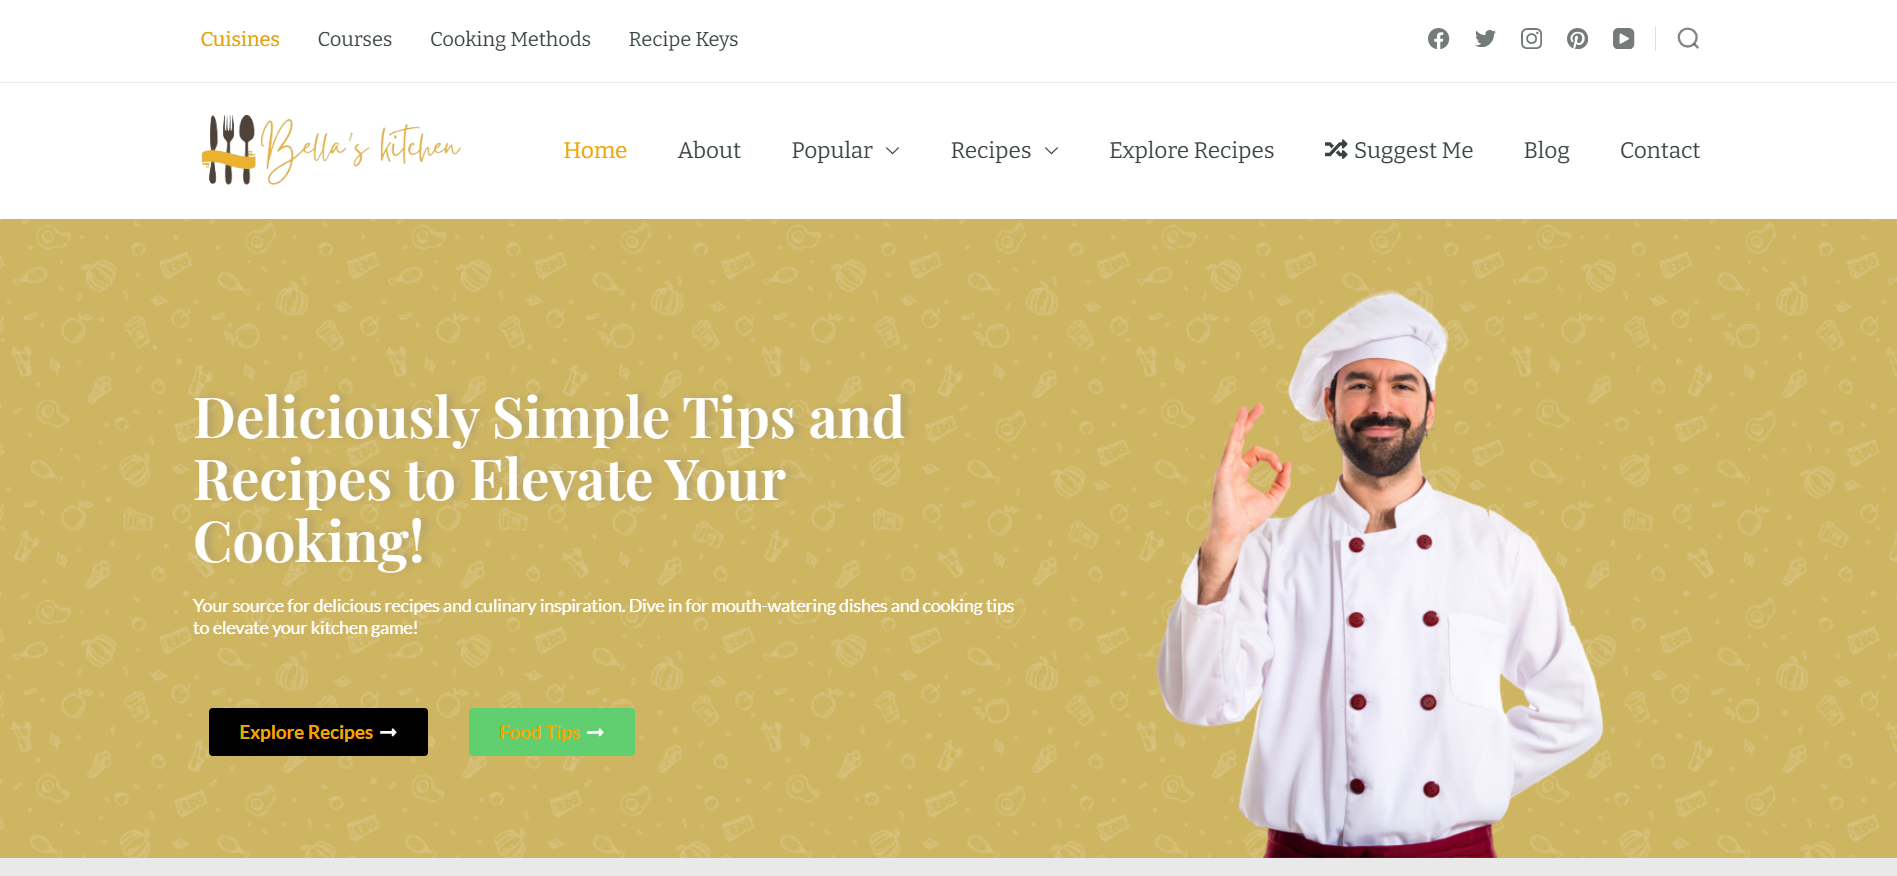 Cuisines Courses Cooking Methods Recipe Keys
Bella's kitchen
Home About Popular Recipes Explore Recipes Suggest Me Blog Contact
Deliciously Simple Tips and
Recipes to Elevate Your
Cooking!
Your source for delicious recipes and culinary inspiration. Dive in for mouth-watering dishes and cooking tips
to elevate your kitchen game!
Explore Recipes
Food Tips